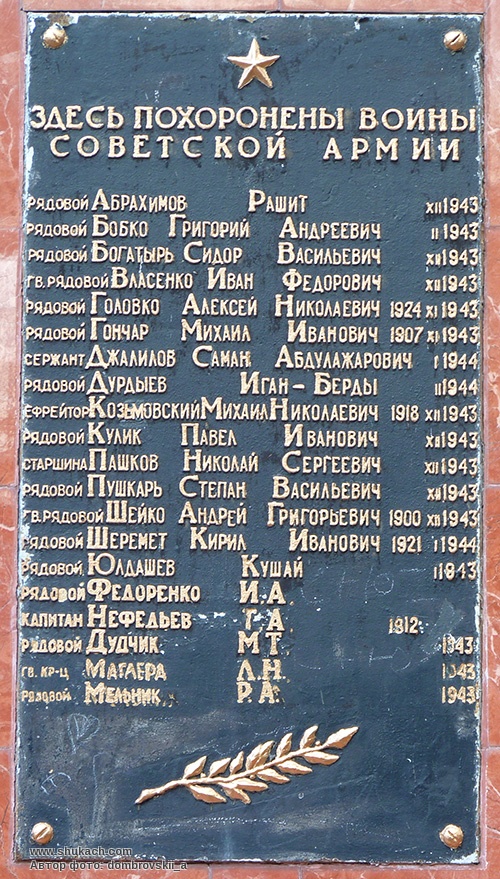 ЗДЕСЬ ПОХОРОНЕНЫ ВОИНЫ
СОВЕТСКОЙ АРМИИ
РЯДОВОЙ АБРАХИМОВ РАШИТ XII 1943
РЯДОВОЙ БОБКО ГРИГОРИЙ АНДРЕЕВИЧ II 1943
РЯДОВОЙ БОГАТЫРЬ СИДОР ВАСИЛЬЕВИЧ XII 1943
ГВ. РЯДОВОЙ ВЛАСЕНКО ИВАН ФЕДОРОВИЧ XII 1943
РЯДОВОЙ ГОЛОВКО АЛЕКСЕЙ НИКОЛАЕВИЧ 1924 XI 1943
РЯДОВОЙ ГОНЧАР МИХАИЛ ИВАНОВИЧ 1907 XI 1943
СЕРЖАНТ ДЖАЛИЛОВ САМАН АБДУЛАЖАРОВИЧ I 1944
РЯДОВОЙ ДУРДЫЕВ ИГАН-БЕРДЫ II 1944
ЕФРЕЙТОР КОЗЬМОВСКИЙ МИХАИЛ НИКОЛАЕВИЧ 1918 XII 1943
РЯДОВОЙ КУЛИК ПАВЕЛ ИВАНОВИЧ XII 1943
СТАРШИНА ПАШКОВ НИКОЛАЙ СЕРГЕЕВИЧ XII 1943
РЯДОВОЙ ПУШКАРЬ СТЕПАН ВАСИЛЬЕВИЧ XII 1943
ГВ. РЯДОВОЙ ШЕЙКО АНДРЕЙ ГРИГОРЬЕВИЧ 1900 XII 1943
РЯДОВОЙ ШЕРЕМЕТ КИРИЛ ИВАНОВИЧ 1921 I 1944
РЯДОВОЙ ЮЛДАШЕВ КУШАЙ I 1943
РЯДОВОЙ ФЕДОРЕНКО И.А.
КАПИТАН НЕФЕДЬЕВ Г А 1912
РЯДОВОЙ ДУДЧИК М Т. 1943
ГВ. КР-Ц Л.Н. 1943
РЯДОВОЙ МЕЛЬНИК Р.А. 1943
www.shukach.com
Автор фото: dombrovskii_a